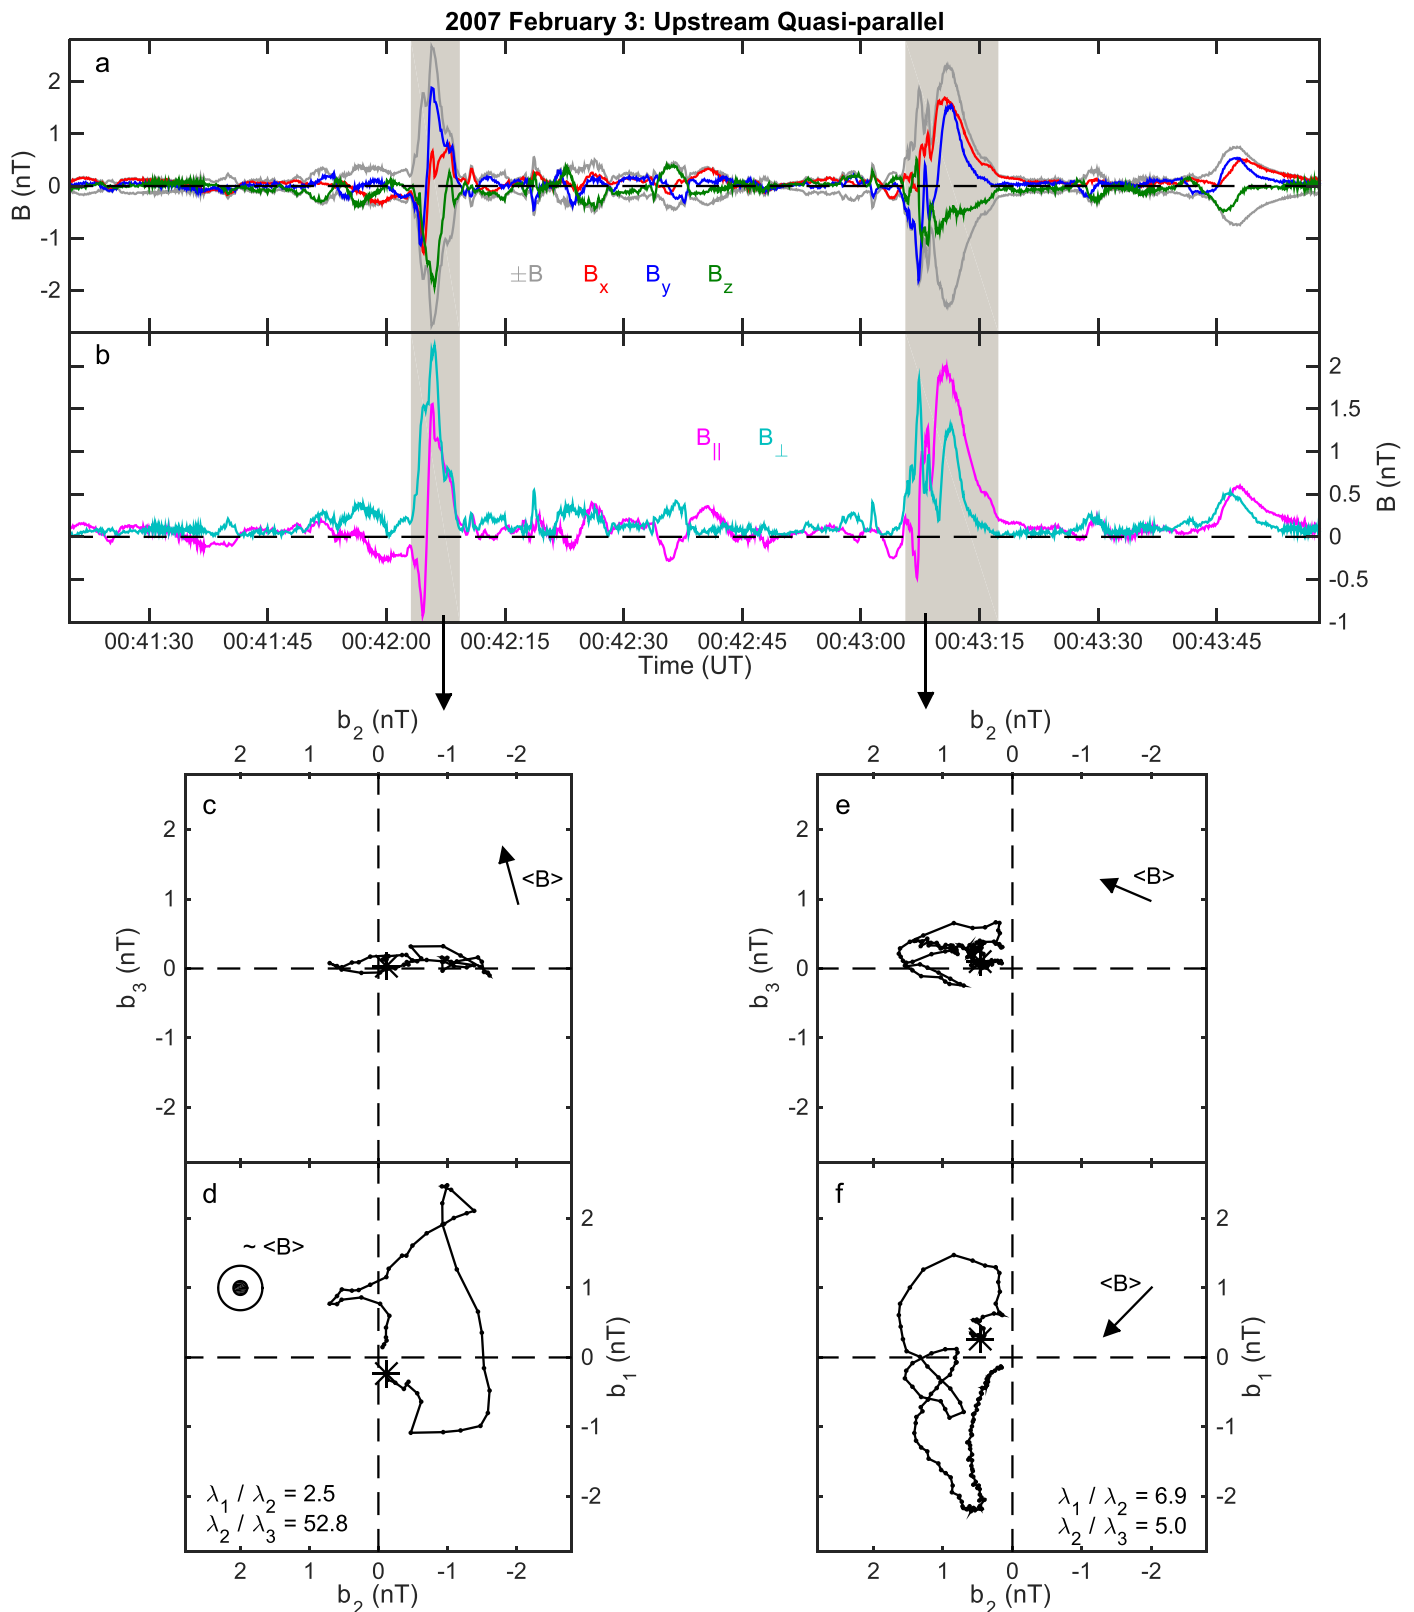 2007 February 3: Upstream Quasi-parallel
a
2
1
0
-1
-2
B (nT)
±B Bx By Bz
b
B|| B⊥
2
1.5
1
0.5
0
-0.5
-1
B (nT)
00:41:30 00:41:45 00:42:00 00:42:15 00:42:30 00:42:45 00:43:00 00:43:15 00:43:30 00:43:45
Time (UT)
b2 (nT)
2 1 0 -1 -2
c
2
1
0
-1
-2
b3 (nT)
<B>
d
~ <B>
2
1
0
-1
-2
b1 (nT)
λ1 / λ2 = 2.5
λ2 / λ3 = 52.8
2 1 0 -1 -2
b2 (nT)
b2 (nT)
2 1 0 -1 -2
e
2
1
0
-1
-2
b3 (nT)
<B>
f
<B>
2
1
0
-1
-2
b1 (nT)
λ1 / λ2 = 6.9
λ2 / λ3 = 5.0
2 1 0 -1 -2
b2 (nT)